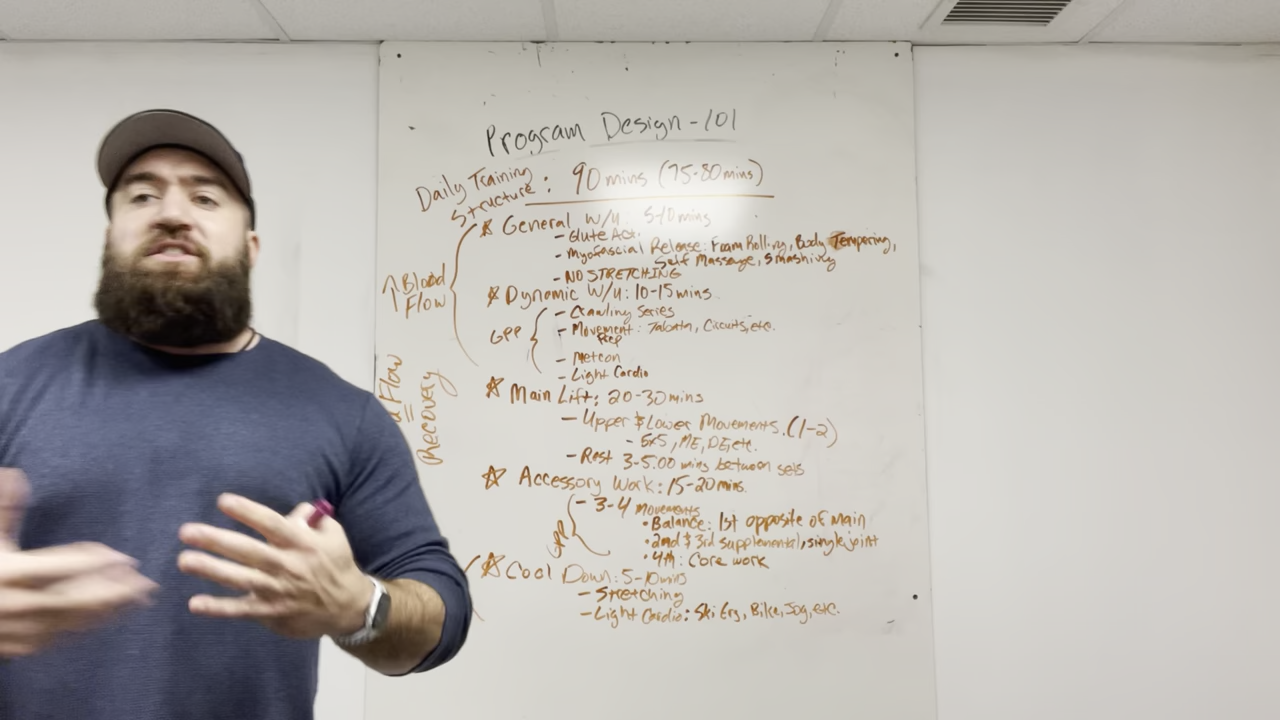 Program Design - 101
Daily Training
Structure : 90 mins (75-80 mins)
General W/U. 5-10 mins
- Glute Act.
- Myofascial Release: Foam Rolling, Body Tempering,
Self Massage, Smashing
- NO STRETCHING
↑ Blood
Flow
Dynamic W/U: 10-15 mins
GPP
- Crawling Series
- Movement: Tabata, Circuits, etc.
Prep
- Metcon
- Light Cardio
Main Lift: 20-30 mins
- Upper & Lower Movements. (1-2)
- 5x5, ME, DE, etc.
- Rest 3-5:00 mins between sets
Flow
=
Recovery
Accessory Work: 15-20 mins.
GPP
- 3-4 movements
• Balance: 1st opposite of main
• 2nd & 3rd supplemental, single joint
• 4th: Core work
Cool Down: 5-10 mins
- Stretching
- Light Cardio: Ski Erg, Bike, Jog, etc.